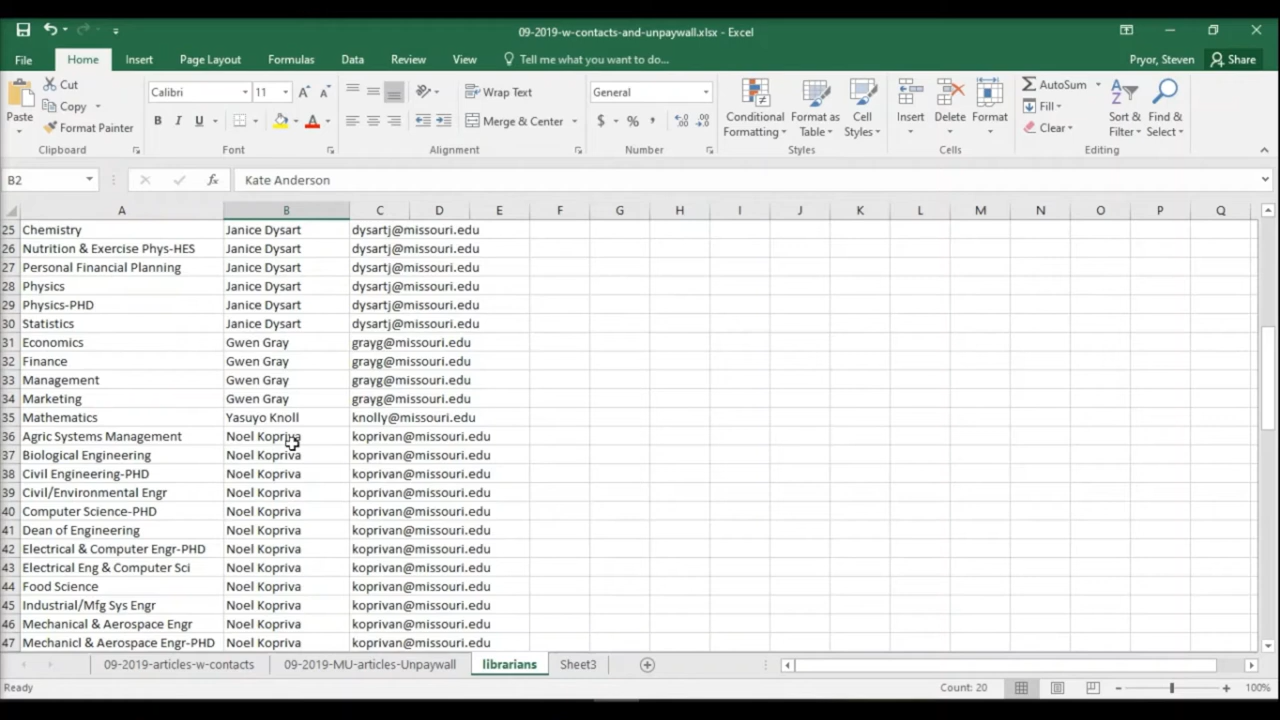 09-2019-w-contacts-and-unpaywall.xlsx - Excel
File Home Insert Page Layout Formulas Data Review View Tell me what you want to do... Pryor, Steven Share
Paste
Cut
Copy
Format Painter
Clipboard
Calibri 11
B I U
Font
Wrap Text
Merge & Center
Alignment
General
$ % ,
Number
Conditional Formatting
Format as Table
Cell Styles
Styles
Insert Delete Format
Cells
AutoSum
Fill
Clear
Sort & Filter
Find & Select
Editing
B2 fx Kate Anderson
A B C D E F G H I J K L M N O P Q
25 Chemistry Janice Dysart dysartj@missouri.edu
26 Nutrition & Exercise Phys-HES Janice Dysart dysartj@missouri.edu
27 Personal Financial Planning Janice Dysart dysartj@missouri.edu
28 Physics Janice Dysart dysartj@missouri.edu
29 Physics-PHD Janice Dysart dysartj@missouri.edu
30 Statistics Janice Dysart dysartj@missouri.edu
31 Economics Gwen Gray grayg@missouri.edu
32 Finance Gwen Gray grayg@missouri.edu
33 Management Gwen Gray grayg@missouri.edu
34 Marketing Gwen Gray grayg@missouri.edu
35 Mathematics Yasuyo Knoll knolly@missouri.edu
36 Agric Systems Management Noel Kopriva koprivan@missouri.edu
37 Biological Engineering Noel Kopriva koprivan@missouri.edu
38 Civil Engineering-PHD Noel Kopriva koprivan@missouri.edu
39 Civil/Environmental Engr Noel Kopriva koprivan@missouri.edu
40 Computer Science-PHD Noel Kopriva koprivan@missouri.edu
41 Dean of Engineering Noel Kopriva koprivan@missouri.edu
42 Electrical & Computer Engr-PHD Noel Kopriva koprivan@missouri.edu
43 Electrical Eng & Computer Sci Noel Kopriva koprivan@missouri.edu
44 Food Science Noel Kopriva koprivan@missouri.edu
45 Industrial/Mfg Sys Engr Noel Kopriva koprivan@missouri.edu
46 Mechanical & Aerospace Engr Noel Kopriva koprivan@missouri.edu
47 Mechanicl & Aerospace Engr-PHD Noel Kopriva koprivan@missouri.edu
09-2019-articles-w-contacts 09-2019-MU-articles-Unpaywall librarians Sheet3
Ready Count: 20 100%